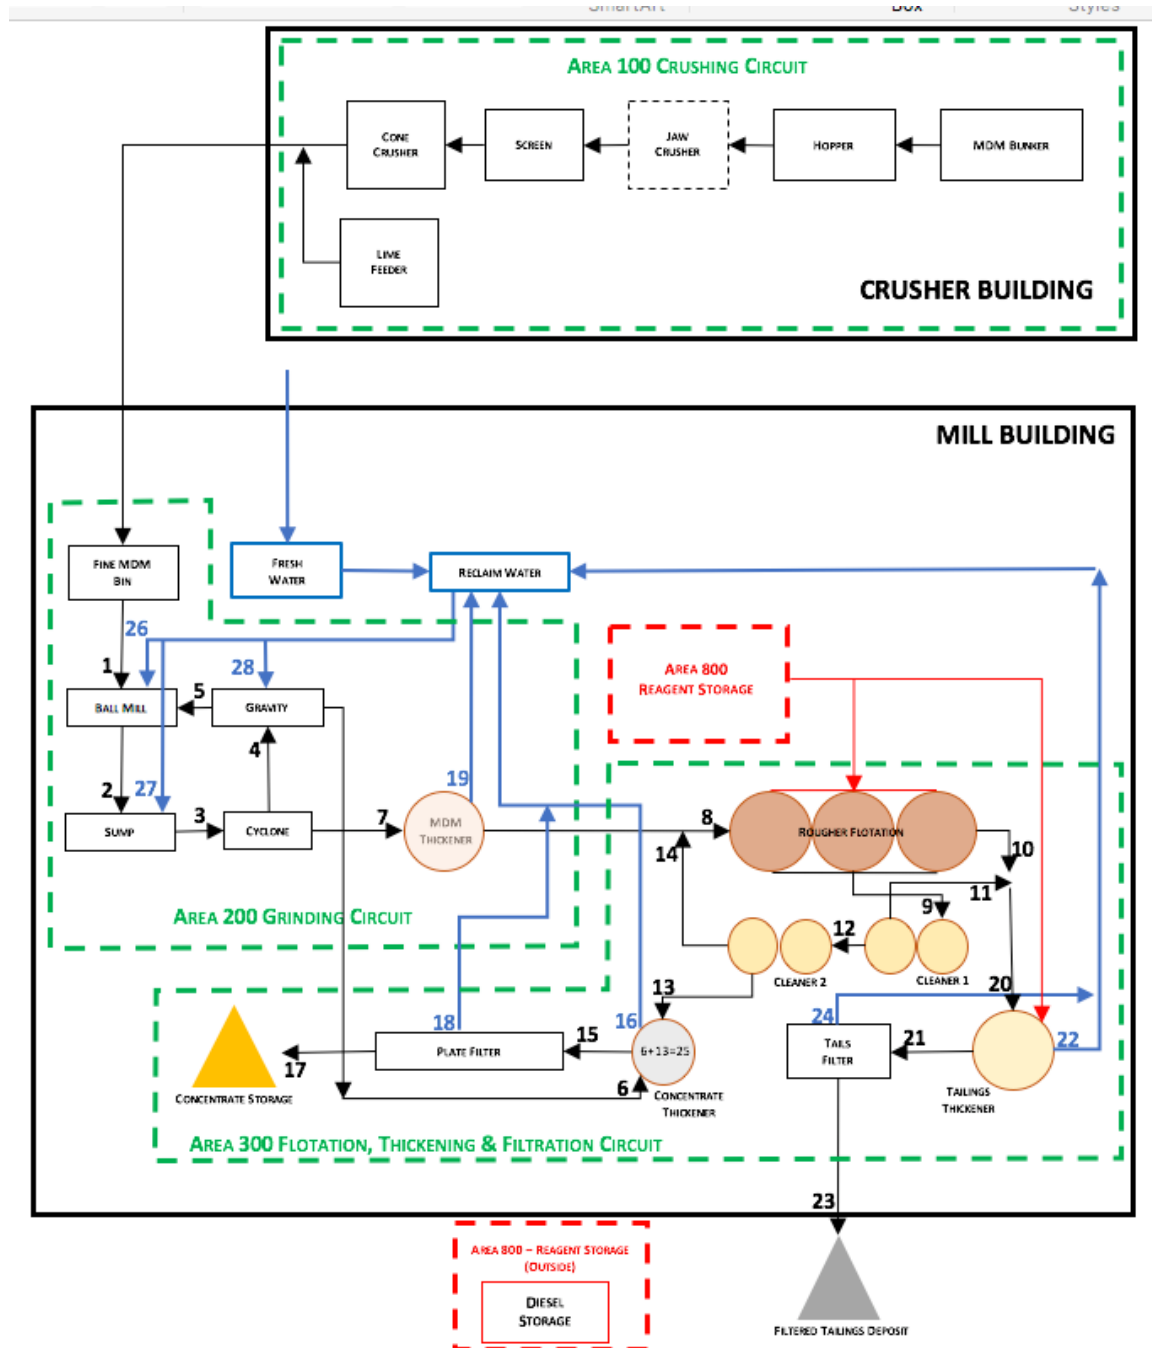 SmartArt
Box
Styles
AREA 100 CRUSHING CIRCUIT
CONE
CRUSHER
SCREEN
JAW
CRUSHER
HOPPER
MDM BUNKER
LIME
FEEDER
CRUSHER BUILDING
MILL BUILDING
FINE MDM
BIN
FRESH
WATER
RECLAIM WATER
26
28
1
5
BALL MILL
GRAVITY
AREA 800
REAGENT STORAGE
4
2
27
3
19
7
SUMP
CYCLONE
MDM
THICKENER
8
ROUGHER FLOTATION
14
10
11
9
12
AREA 200 GRINDING CIRCUIT
CLEANER 2
CLEANER 1
13
20
18
16
15
24
22
PLATE FILTER
6+13=25
TAILS
FILTER
21
17
6
CONCENTRATE STORAGE
CONCENTRATE
THICKENER
TAILINGS
THICKENER
AREA 300 FLOTATION, THICKENING & FILTRATION CIRCUIT
23
AREA 800 – REAGENT STORAGE
(OUTSIDE)
DIESEL
STORAGE
FILTERED TAILINGS DEPOSIT